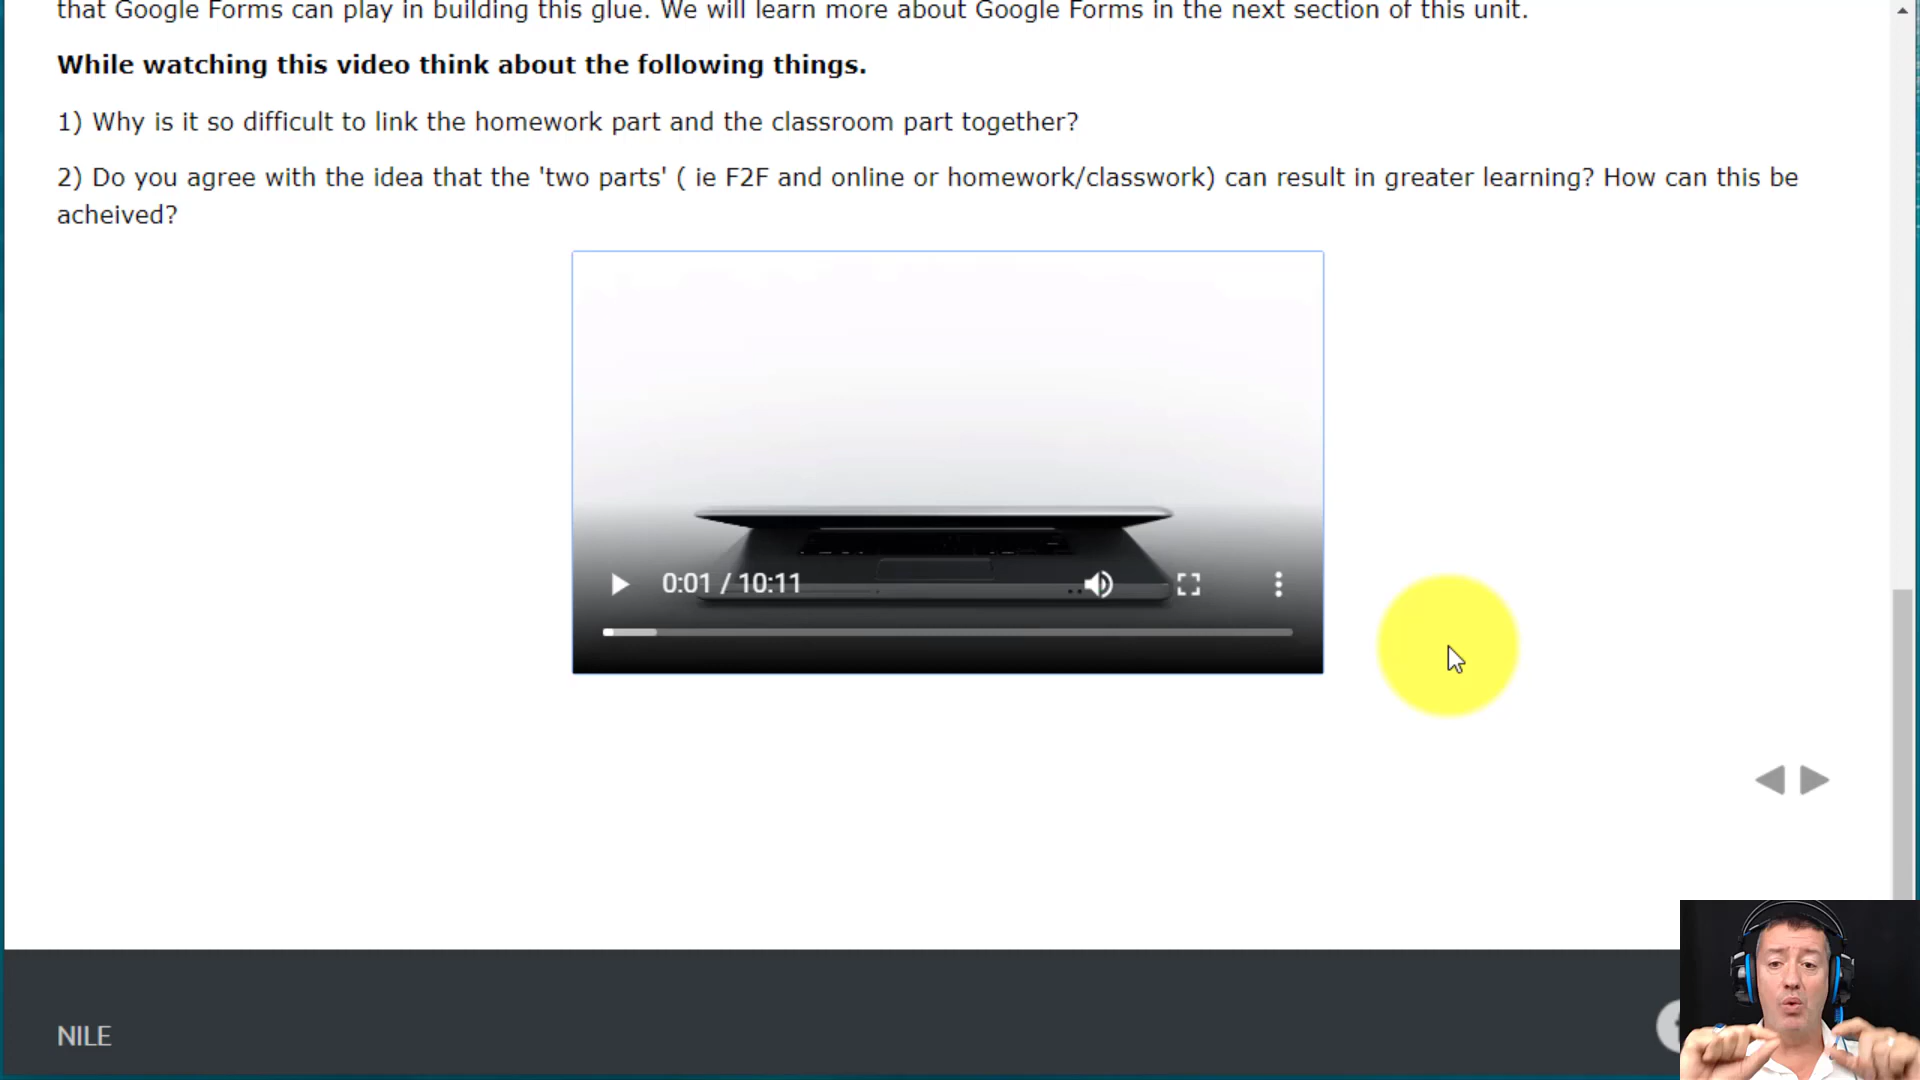 that Google Forms can play in building this glue. We will learn more about Google Forms in the next section of this unit.
While watching this video think about the following things.
1) Why is it so difficult to link the homework part and the classroom part together?
2) Do you agree with the idea that the 'two parts' ( ie F2F and online or homework/classwork) can result in greater learning? How can this be
acheived?
0:01 / 10:11
NILE